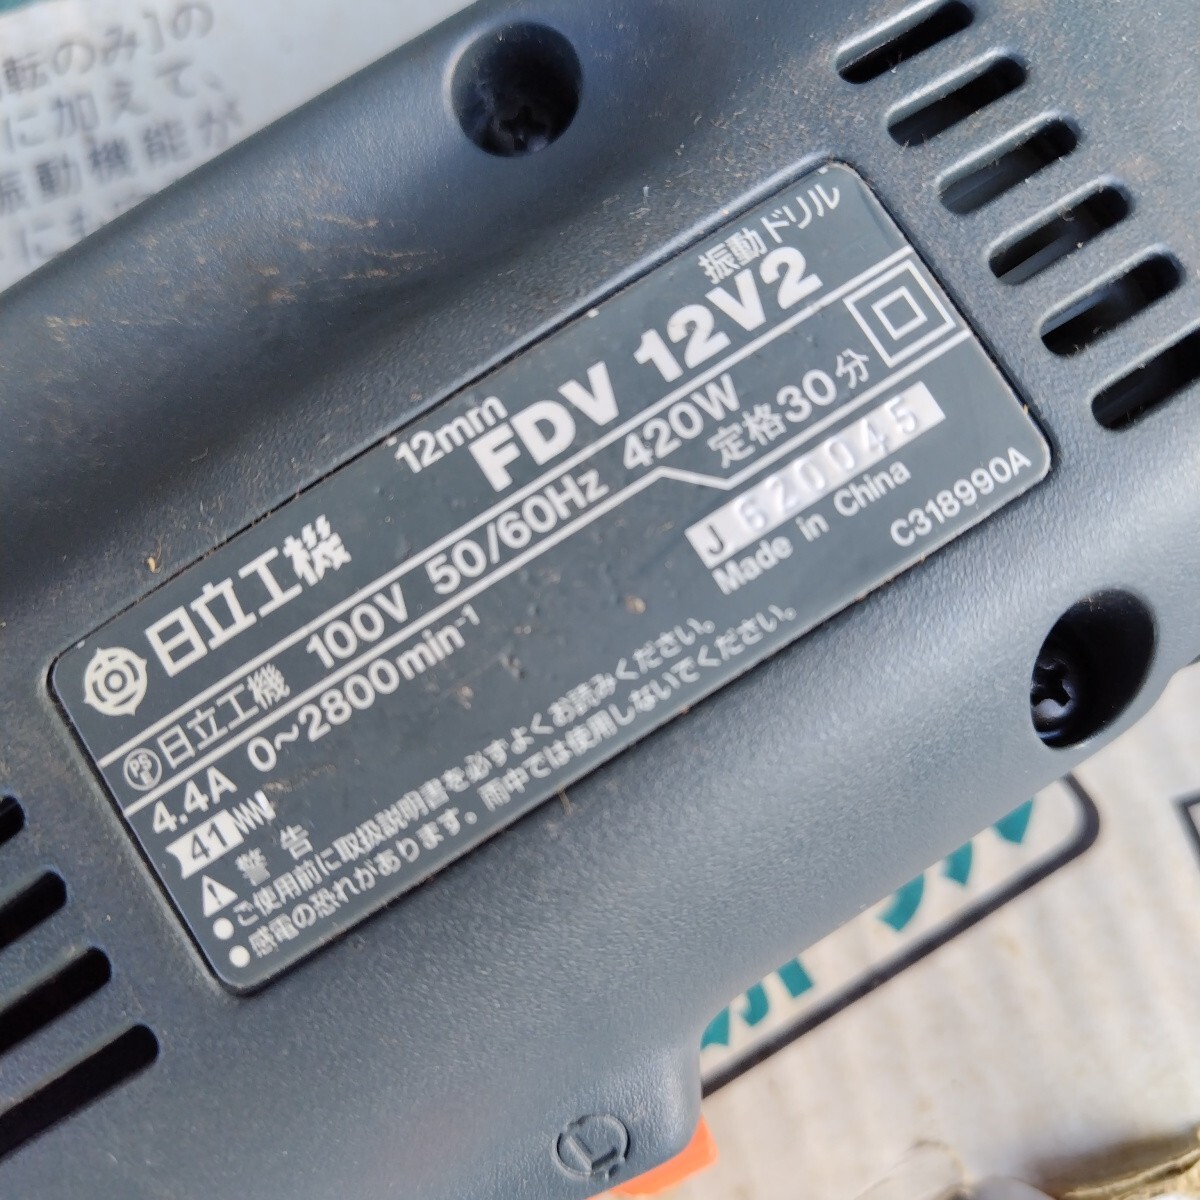 転のみ]の
に加えて、
振動機能が
日立工機
12mm
振動ドリル
FDV 12V2
PS
E
日立工機 100V 50/60Hz 420W
4.4A 0~2800min-1
定格30分
41
J 620045
Made in China
C318990A
警告
● ご使用前に取扱説明書を必ずよくお読みください。
● 感電の恐れがあります。雨中では使用しないでください。
L